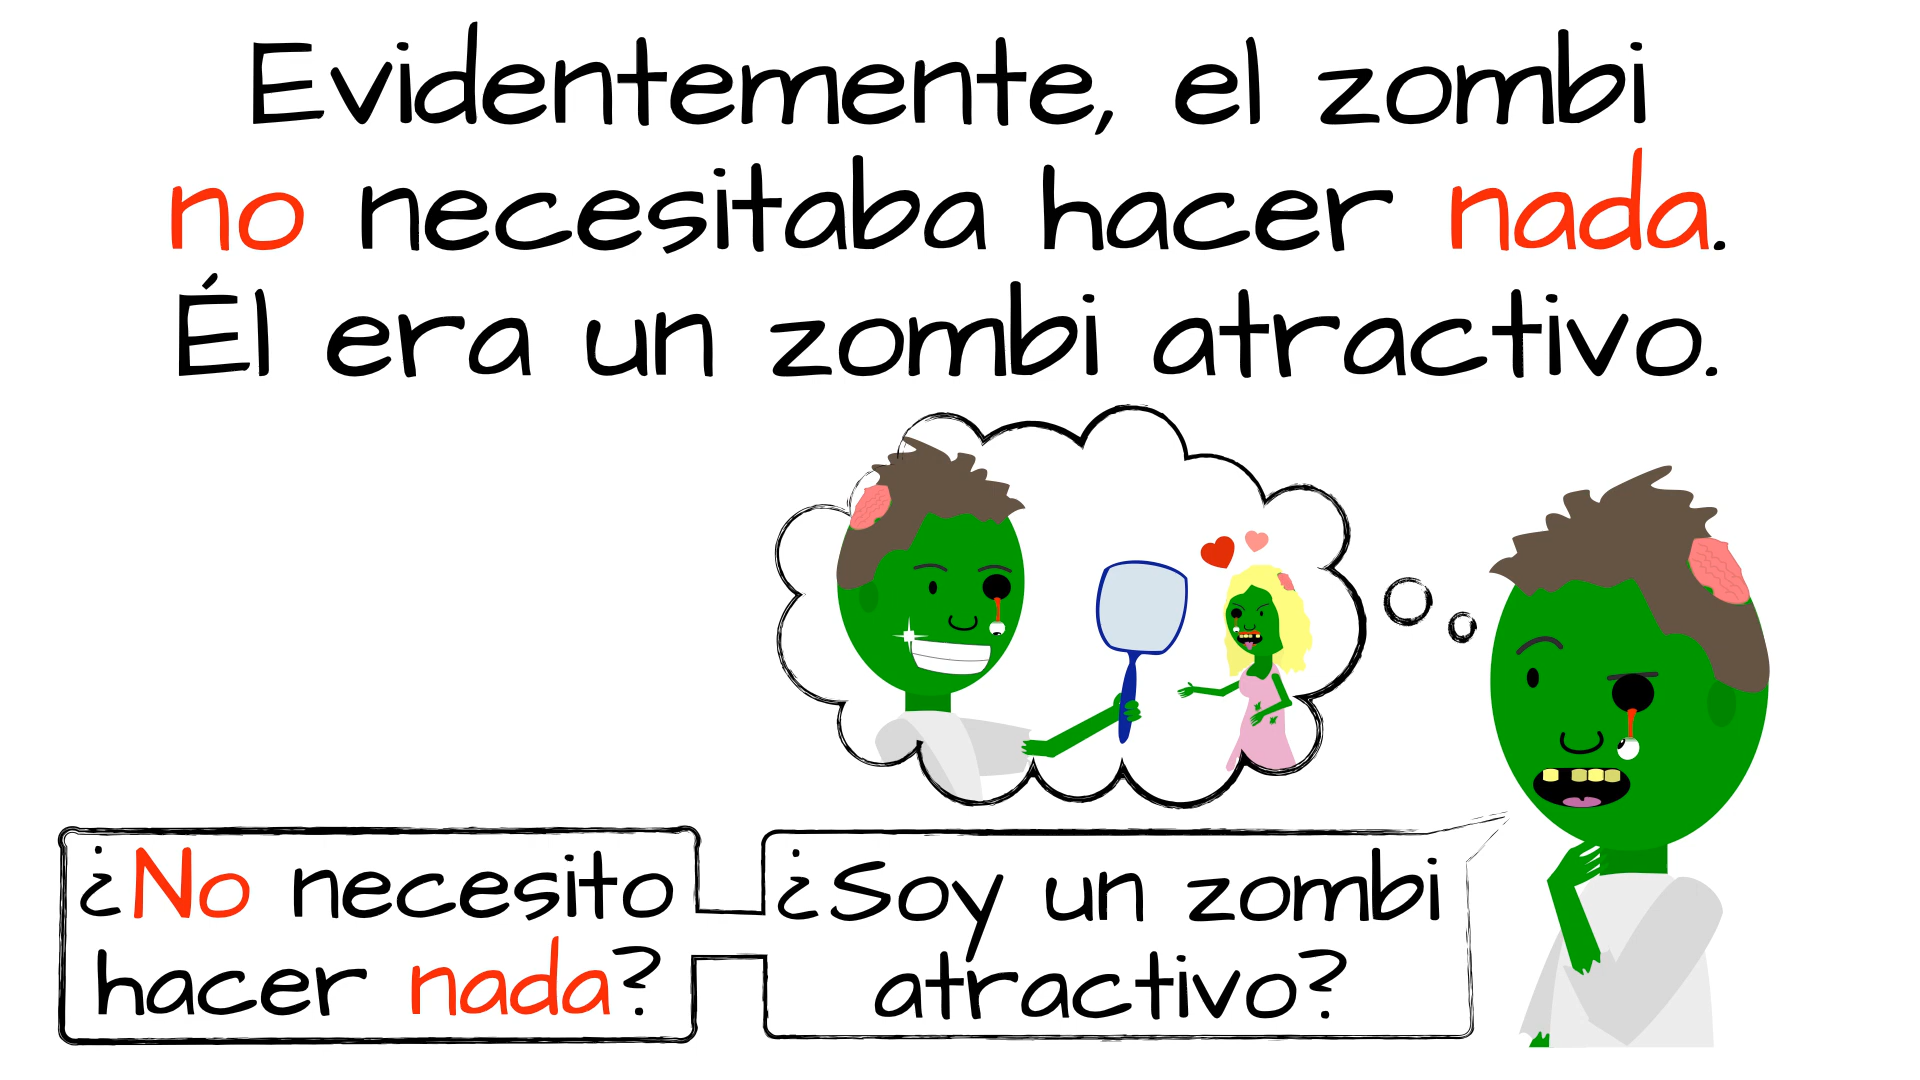 Evidentemente, el zombi
no necesitaba hacer nada.
Él era un zombi atractivo.
¿No necesito
hacer nada?
¿Soy un zombi
atractivo?